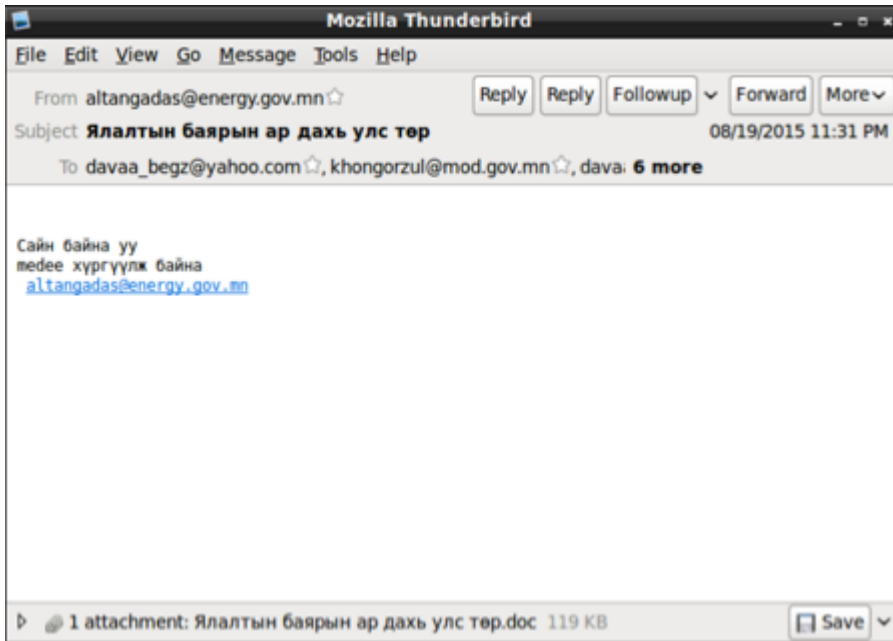 Mozilla Thunderbird
File Edit View Go Message Tools Help
From altangadas@energy.gov.mn Reply Reply Followup Forward More
Subject Ялалтын баярын ар дахь улс төр 08/19/2015 11:31 PM
To davaa_begz@yahoo.com, khongorzul@mod.gov.mn, dava 6 more
Сайн байна уу
medee хүргүүлж байна
altangadas@energy.gov.mn
1 attachment: Ялалтын баярын ар дахь улс төр.doc 119 KB Save